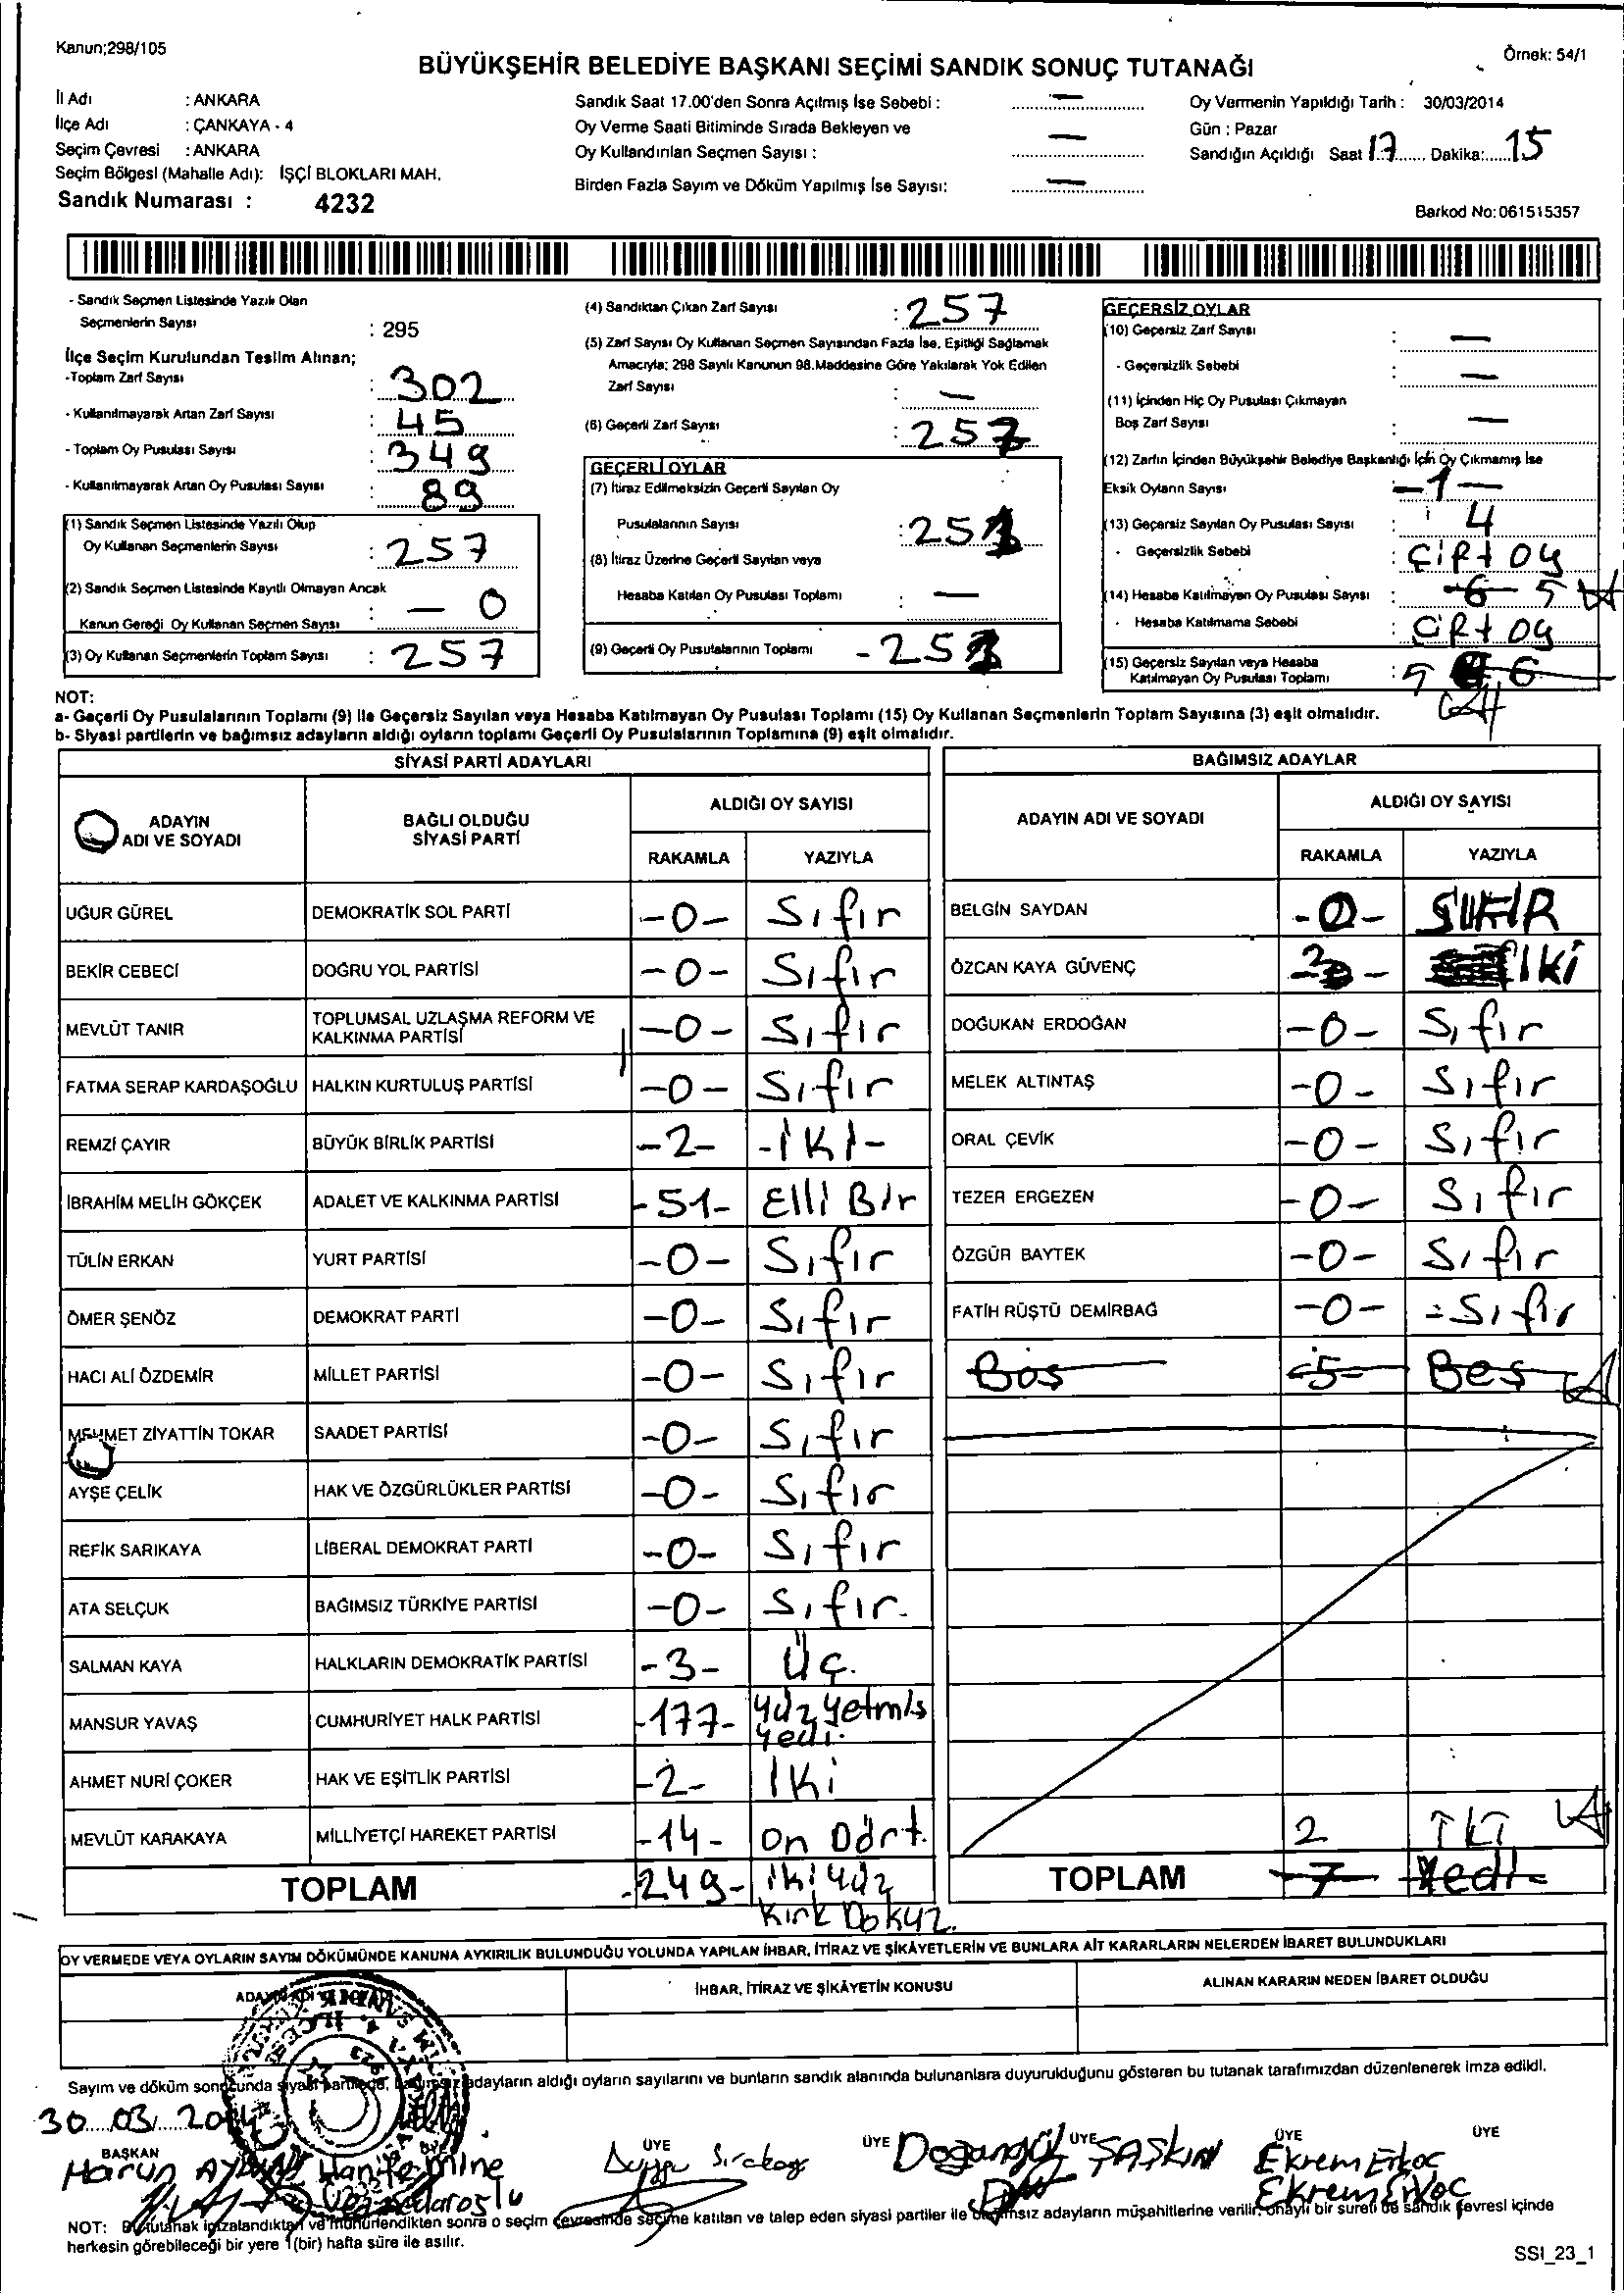 Kanun;298/105
Örnek: 54/1
BÜYÜKŞEHİR BELEDİYE BAŞKANI SEÇİMİ SANDIK SONUÇ TUTANAĞI
İl Adı : ANKARA
İlçe Adı : ÇANKAYA - 4
Seçim Çevresi : ANKARA
Seçim Bölgesi (Mahalle Adı): İŞÇİ BLOKLARI MAH.
Sandık Numarası : 4232
Sandık Saat 17.00'den Sonra Açılmış İse Sebebi : —
Oy Verme Saati Bitiminde Sırada Bekleyen ve
Oy Kullandırılan Seçmen Sayısı : —
Birden Fazla Sayım ve Döküm Yapılmış İse Sayısı: —
Oy Vermenin Yapıldığı Tarih : 30/03/2014
Gün : Pazar
Sandığın Açıldığı Saat 17 Dakika: 15
Barkod No: 061515357
- Sandık Seçmen Listesinde Yazılı Olan
Seçmenlerin Sayısı : 295
İlçe Seçim Kurulundan Teslim Alınan;
-Toplam Zarf Sayısı : 302
- Kullanılmayarak Artan Zarf Sayısı : 45
- Toplam Oy Pusulası Sayısı : 349
- Kullanılmayarak Artan Oy Pusulası Sayısı : 89
(1) Sandık Seçmen Listesinde Yazılı Olup
Oy Kullanan Seçmenlerin Sayısı : 257
(2) Sandık Seçmen Listesinde Kayıtlı Olmayan Ancak
Kanun Gereği Oy Kullanan Seçmen Sayısı : — 0
(3) Oy Kullanan Seçmenlerin Toplam Sayısı : 257
(4) Sandıktan Çıkan Zarf Sayısı : 257
(5) Zarf Sayısı Oy Kullanan Seçmen Sayısından Fazla İse, Eşitliği Sağlamak
Amacıyla; 298 Sayılı Kanunun 98.Maddesine Göre Yakılarak Yok Edilen
Zarf Sayısı : —
(6) Geçerli Zarf Sayısı : 257
GEÇERLİ OYLAR
(7) İtiraz Edilmeksizin Geçerli Sayılan Oy
Pusulalarının Sayısı :
(8) İtiraz Üzerine Geçerli Sayılan veya
Hesaba Katılan Oy Pusulası Toplamı : —
(9) Geçerli Oy Pusulalarının Toplamı
GEÇERSİZ OYLAR
(10) Geçersiz Zarf Sayısı : —
- Geçersizlik Sebebi : —
(11) İçinden Hiç Oy Pusulası Çıkmayan
Boş Zarf Sayısı : —
(12) Zarfın İçinden Büyükşehir Belediye Başkanlığı İçin Oy Çıkmamış İse
Eksik Oyların Sayısı -1-
(13) Geçersiz Sayılan Oy Pusulası Sayısı : 4
- Geçersizlik Sebebi : Çift oy
(14) Hesaba Katılmayan Oy Pusulası Sayısı : 6 5
- Hesaba Katılmama Sebebi : Çift oy
(15) Geçersiz Sayılan veya Hesaba
Katılmayan Oy Pusulası Toplamı : 5 6
NOT:
a- Geçerli Oy Pusulalarının Toplamı (9) ile Geçersiz Sayılan veya Hesaba Katılmayan Oy Pusulası Toplamı (15) Oy Kullanan Seçmenlerin Toplam Sayısına (3) eşit olmalıdır.
b- Siyasi partilerin ve bağımsız adayların aldığı oyların toplamı Geçerli Oy Pusulalarının Toplamına (9) eşit olmalıdır.
SİYASİ PARTİ ADAYLARI
ADAYIN ADI VE SOYADI BAĞLI OLDUĞU SİYASİ PARTİ ALDIĞI OY SAYISI
RAKAMLA YAZIYLA
UĞUR GÜREL DEMOKRATİK SOL PARTİ -0- Sıfır
BEKİR CEBECİ DOĞRU YOL PARTİSİ -0- Sıfır
MEVLÜT TANIR TOPLUMSAL UZLAŞMA REFORM VE KALKINMA PARTİSİ -0- Sıfır
FATMA SERAP KARDAŞOĞLU HALKIN KURTULUŞ PARTİSİ -0- Sıfır
REMZİ ÇAYIR BÜYÜK BİRLİK PARTİSİ -2- -İki-
İBRAHİM MELİH GÖKÇEK ADALET VE KALKINMA PARTİSİ -51- Elli Bir
TÜLİN ERKAN YURT PARTİSİ -0- Sıfır
ÖMER ŞENÖZ DEMOKRAT PARTİ -0- Sıfır
HACI ALİ ÖZDEMİR MİLLET PARTİSİ -0- Sıfır
MEHMET ZİYATTİN TOKAR SAADET PARTİSİ -0- Sıfır
AYŞE ÇELİK HAK VE ÖZGÜRLÜKLER PARTİSİ -0- Sıfır
REFİK SARIKAYA LİBERAL DEMOKRAT PARTİ -0- Sıfır
ATA SELÇUK BAĞIMSIZ TÜRKİYE PARTİSİ -0- Sıfır.
SALMAN KAYA HALKLARIN DEMOKRATİK PARTİSİ -3- Üç.
MANSUR YAVAŞ CUMHURİYET HALK PARTİSİ -177- yüz yetmiş yedi.
AHMET NURİ ÇOKER HAK VE EŞİTLİK PARTİSİ -2- İki
MEVLÜT KARAKAYA MİLLİYETÇİ HAREKET PARTİSİ -14- on Dört.
TOPLAM -249- iki yüz kırk Dokuz.
BAĞIMSIZ ADAYLAR
ADAYIN ADI VE SOYADI ALDIĞI OY SAYISI
RAKAMLA YAZIYLA
BELGİN SAYDAN -0- SIFIR
ÖZCAN KAYA GÜVENÇ 2 - İKİ
DOĞUKAN ERDOĞAN -0- Sıfır
MELEK ALTINTAŞ -0- Sıfır
ORAL ÇEVİK -0- Sıfır
TEZER ERGEZEN -0- Sıfır
ÖZGÜR BAYTEK -0- Sıfır
FATİH RÜŞTÜ DEMİRBAĞ -0- Sıfır
Boş -5- Beş
2 İKİ
TOPLAM -7- Yedi
OY VERMEDE VEYA OYLARIN SAYIM DÖKÜMÜNDE KANUNA AYKIRILIK BULUNDUĞU YOLUNDA YAPILAN İHBAR, İTİRAZ VE ŞİKÂYETLERİN VE BUNLARA AİT KARARLARIN NELERDEN İBARET BULUNDUKLARI
İHBAR, İTİRAZ VE ŞİKÂYETİN KONUSU
ALINAN KARARIN NEDEN İBARET OLDUĞU
Sayım ve döküm sonucunda siyasi partilerde, bağımsız adayların aldığı oyların sayılarını ve bunların sandık alanında bulunanlara duyurulduğunu gösteren bu tutanak tarafımızdan düzenlenerek imza edildi.
30 03 2014
BAŞKAN ÜYE ÜYE ÜYE ÜYE ÜYE
Harun Hanife Mine Doğangül ŞAŞKIN Ekrem Erkoç
Ekrem Erkoç
NOT: Bu tutanak imzalandıktan ve mühürlendikten sonra o seçim çevresinde seçime katılan ve talep eden siyasi partiler ile bağımsız adayların müşahitlerine verilir, onaylı bir sureti de sandık çevresi içinde
herkesin görebileceği bir yere 1(bir) hafta süre ile asılır.
SSI_23_1